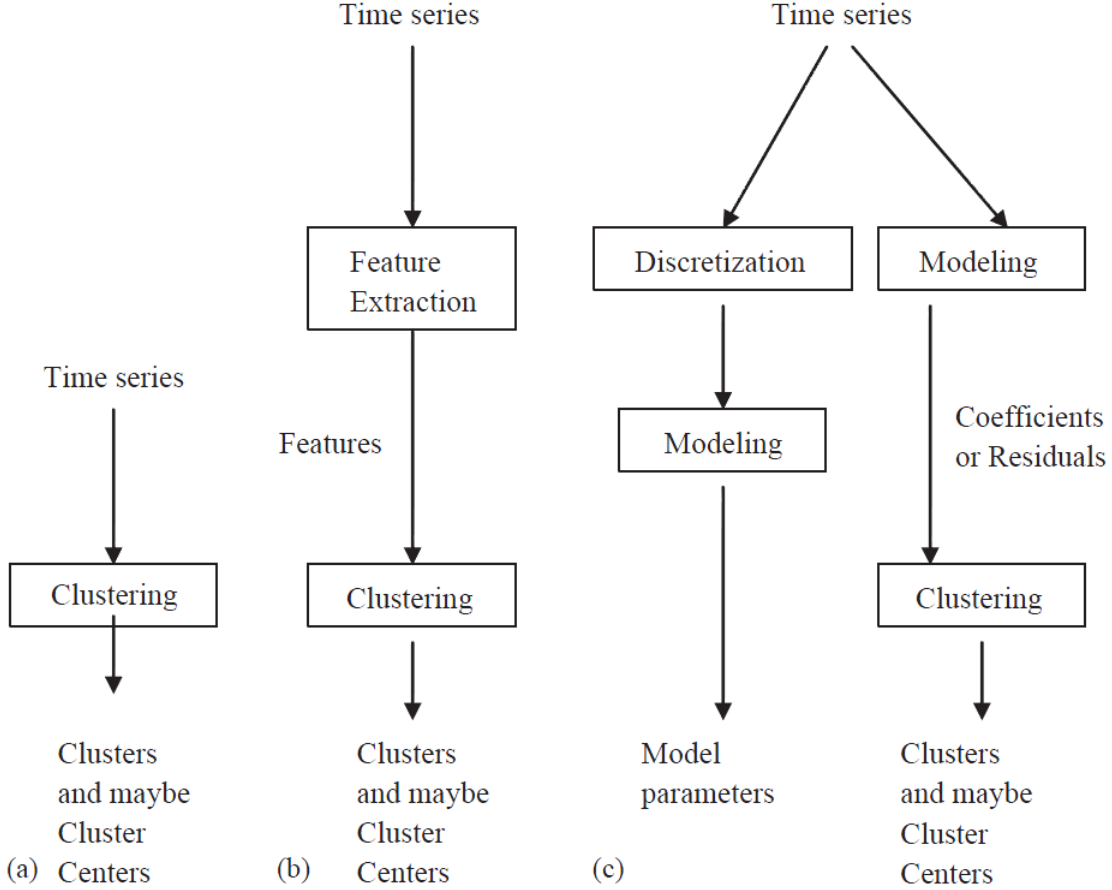 Time series
Clustering
Clusters
and maybe
Cluster
Centers
(a)
Time series
Feature
Extraction
Features
Clustering
Clusters
and maybe
Cluster
Centers
(b)
Time series
Discretization
Modeling
Model
parameters
Modeling
Coefficients
or Residuals
Clustering
Clusters
and maybe
Cluster
Centers
(c)